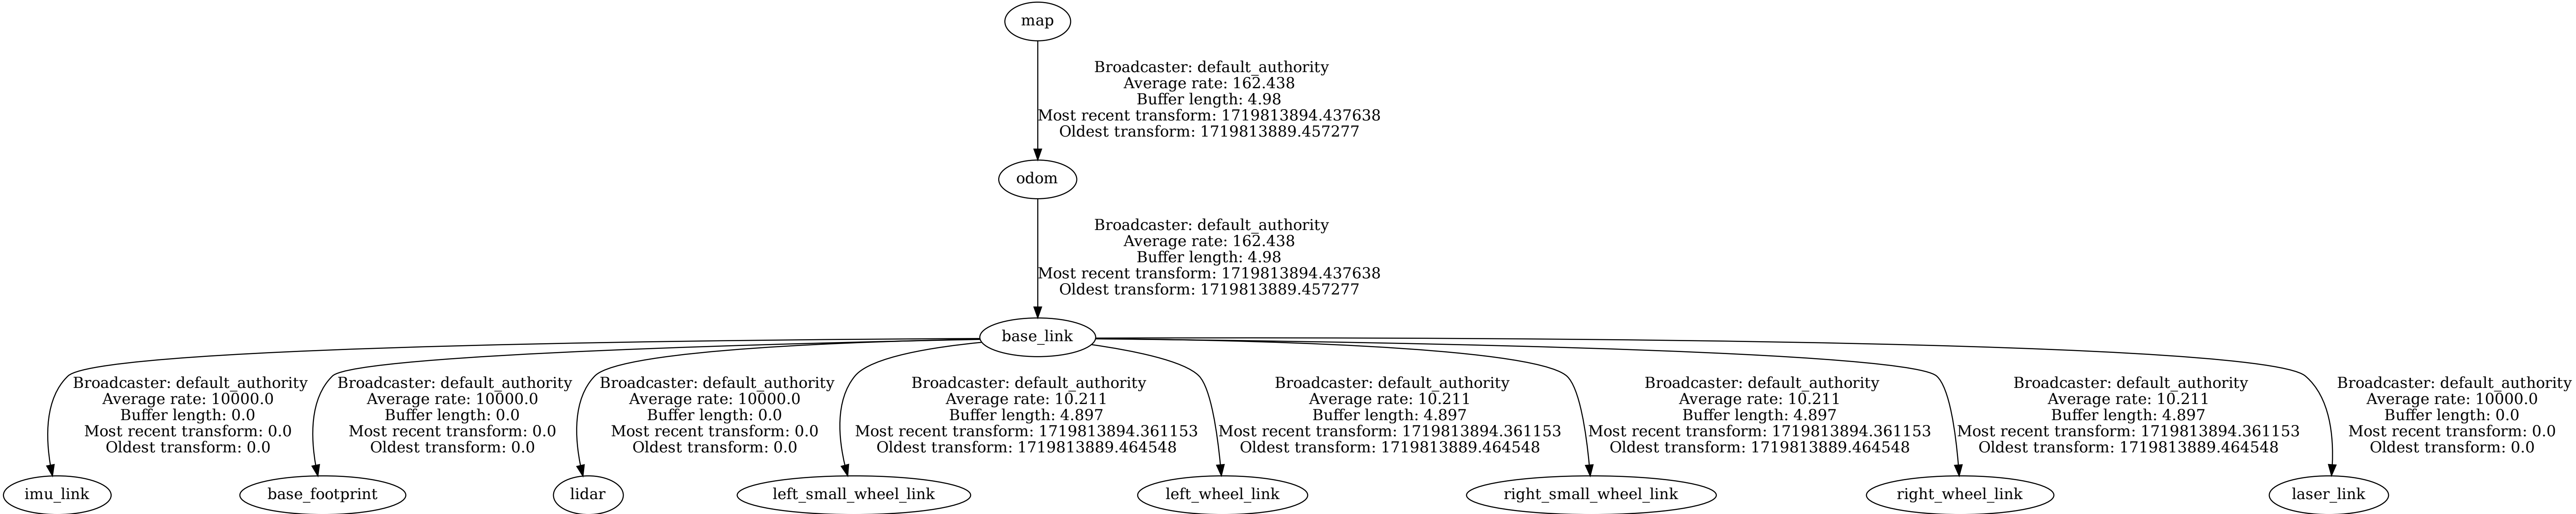 map
Broadcaster: default_authority
Average rate: 162.438
Buffer length: 4.98
Most recent transform: 1719813894.437638
Oldest transform: 1719813889.457277
odom
Broadcaster: default_authority
Average rate: 162.438
Buffer length: 4.98
Most recent transform: 1719813894.437638
Oldest transform: 1719813889.457277
base_link
Broadcaster: default_authority
Average rate: 10000.0
Buffer length: 0.0
Most recent transform: 0.0
Oldest transform: 0.0
Broadcaster: default_authority
Average rate: 10000.0
Buffer length: 0.0
Most recent transform: 0.0
Oldest transform: 0.0
Broadcaster: default_authority
Average rate: 10000.0
Buffer length: 0.0
Most recent transform: 0.0
Oldest transform: 0.0
Broadcaster: default_authority
Average rate: 10.211
Buffer length: 4.897
Most recent transform: 1719813894.361153
Oldest transform: 1719813889.464548
Broadcaster: default_authority
Average rate: 10.211
Buffer length: 4.897
Most recent transform: 1719813894.361153
Oldest transform: 1719813889.464548
Broadcaster: default_authority
Average rate: 10.211
Buffer length: 4.897
Most recent transform: 1719813894.361153
Oldest transform: 1719813889.464548
Broadcaster: default_authority
Average rate: 10.211
Buffer length: 4.897
Most recent transform: 1719813894.361153
Oldest transform: 1719813889.464548
Broadcaster: default_authority
Average rate: 10000.0
Buffer length: 0.0
Most recent transform: 0.0
Oldest transform: 0.0
imu_link
base_footprint
lidar
left_small_wheel_link
left_wheel_link
right_small_wheel_link
right_wheel_link
laser_link